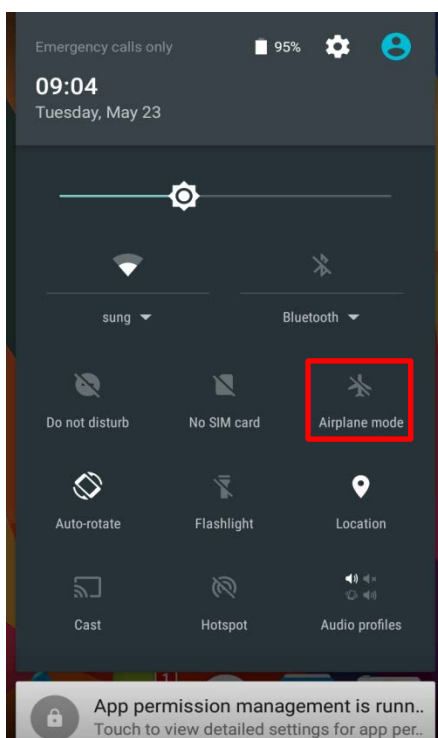 Emergency calls only 95%
09:04
Tuesday, May 23
sung Bluetooth
Do not disturb No SIM card Airplane mode
Auto-rotate Flashlight Location
Cast Hotspot Audio profiles
1
App permission management is runn..
Touch to view detailed settings for app per..